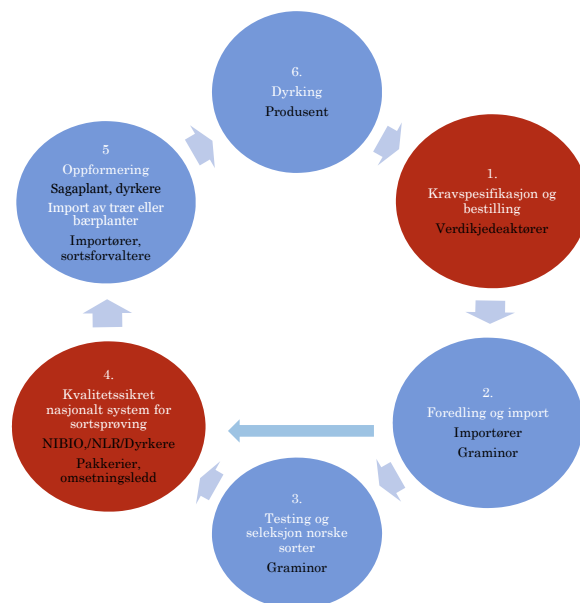 6.
Dyrking
Produsent
1.
Kravspesifikasjon og
bestilling
Verdikjedeaktører
2.
Foredling og import
Importører
Graminor
3.
Testing og
seleksjon norske
sorter
Graminor
4.
Kvalitetssikret
nasjonalt system for
sortsprøving
NIBIO,/NLR/Dyrkere
Pakkerier,
omsetningsledd
5
Oppformering
Sagaplant, dyrkere
Import av trær eller
bærplanter
Importører,
sortsforvaltere